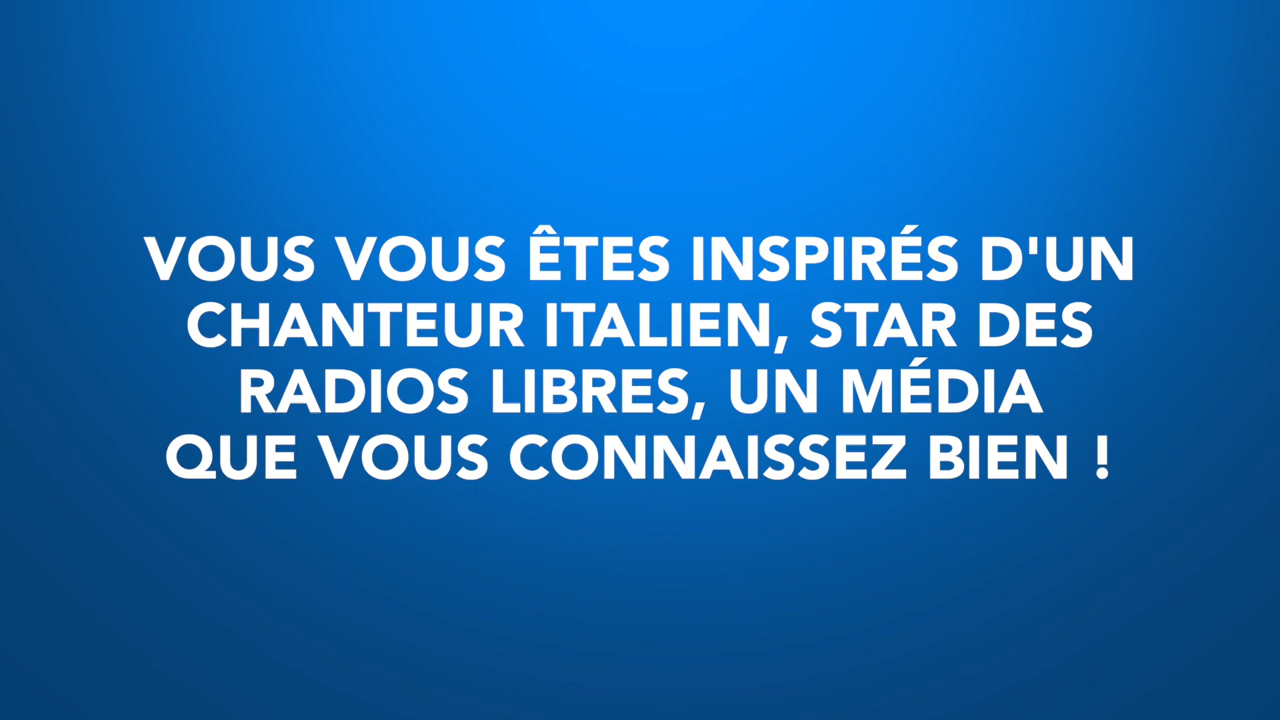 VOUS VOUS ÊTES INSPIRÉS D'UN
CHANTEUR ITALIEN, STAR DES
RADIOS LIBRES, UN MÉDIA
QUE VOUS CONNAISSEZ BIEN !